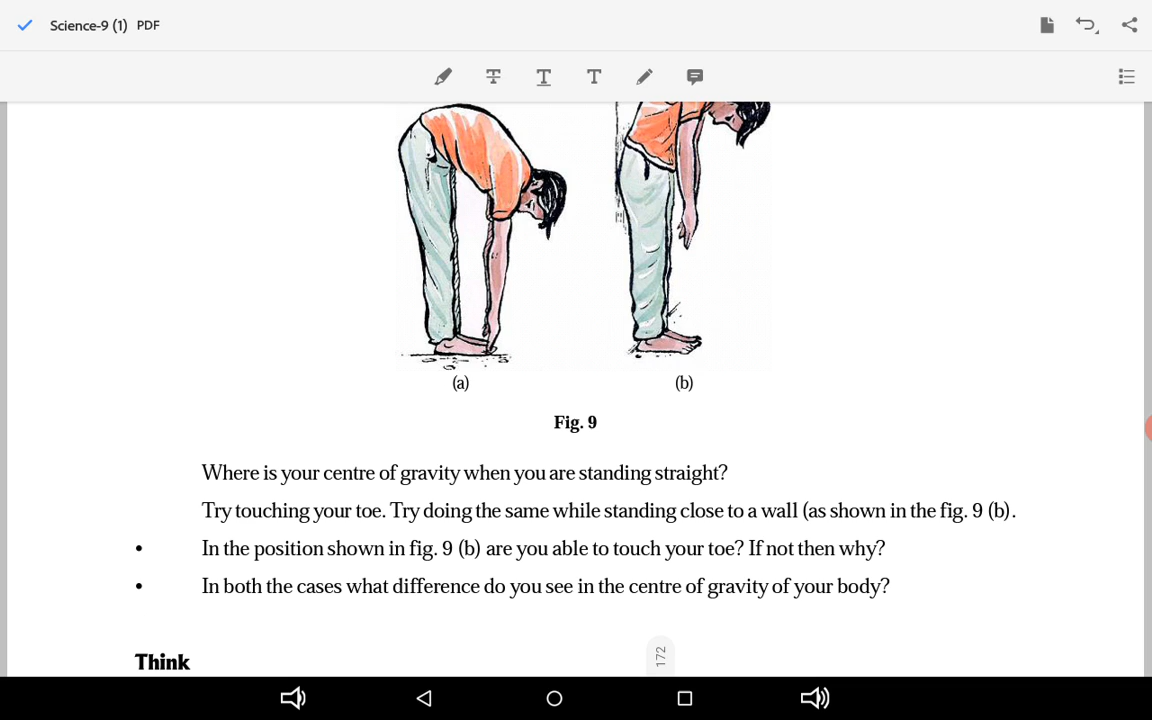 Science-9 (1) PDF
(a) (b)
Fig. 9
Where is your centre of gravity when you are standing straight?
Try touching your toe. Try doing the same while standing close to a wall (as shown in the fig. 9 (b).
• In the position shown in fig. 9 (b) are you able to touch your toe? If not then why?
• In both the cases what difference do you see in the centre of gravity of your body?
172
Think